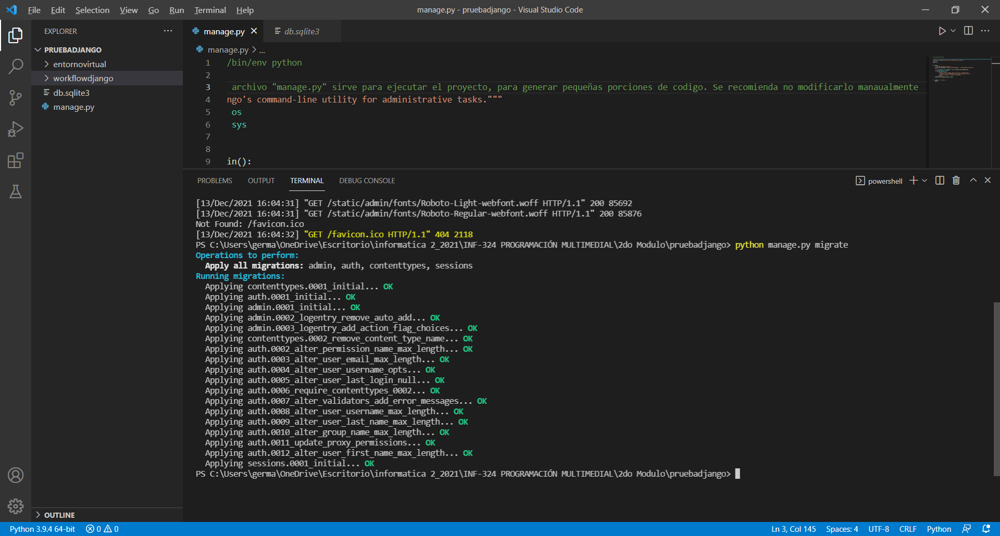 File Edit Selection View Go Run Terminal Help
manage.py - pruebadjango - Visual Studio Code
EXPLORER
PRUEBADJANGO
entornovirtual
workflowdjango
db.sqlite3
manage.py
OUTLINE
manage.py
db.sqlite3
manage.py > ...
1 /bin/env python
2
3 archivo "manage.py" sirve para ejecutar el proyecto, para generar pequeñas porciones de codigo. Se recomienda no modificarlo manaualmente
4 ngo's command-line utility for administrative tasks."""
5 os
6 sys
7
8
9 in():
PROBLEMS OUTPUT TERMINAL DEBUG CONSOLE
powershell
[13/Dec/2021 16:04:31] "GET /static/admin/fonts/Roboto-Light-webfont.woff HTTP/1.1" 200 85692
[13/Dec/2021 16:04:31] "GET /static/admin/fonts/Roboto-Regular-webfont.woff HTTP/1.1" 200 85876
Not Found: /favicon.ico
[13/Dec/2021 16:04:32] "GET /favicon.ico HTTP/1.1" 404 2118
PS C:\Users\germa\OneDrive\Escritorio\informatica 2_2021\INF-324 PROGRAMACIÓN MULTIMEDIAL\2do Modulo\pruebadjango> python manage.py migrate
Operations to perform:
Apply all migrations: admin, auth, contenttypes, sessions
Running migrations:
Applying contenttypes.0001_initial... OK
Applying auth.0001_initial... OK
Applying admin.0001_initial... OK
Applying admin.0002_logentry_remove_auto_add... OK
Applying admin.0003_logentry_add_action_flag_choices... OK
Applying contenttypes.0002_remove_content_type_name... OK
Applying auth.0002_alter_permission_name_max_length... OK
Applying auth.0003_alter_user_email_max_length... OK
Applying auth.0004_alter_user_username_opts... OK
Applying auth.0005_alter_user_last_login_null... OK
Applying auth.0006_require_contenttypes_0002... OK
Applying auth.0007_alter_validators_add_error_messages... OK
Applying auth.0008_alter_user_username_max_length... OK
Applying auth.0009_alter_user_last_name_max_length... OK
Applying auth.0010_alter_group_name_max_length... OK
Applying auth.0011_update_proxy_permissions... OK
Applying auth.0012_alter_user_first_name_max_length... OK
Applying sessions.0001_initial... OK
PS C:\Users\germa\OneDrive\Escritorio\informatica 2_2021\INF-324 PROGRAMACIÓN MULTIMEDIAL\2do Modulo\pruebadjango>
Python 3.9.4 64-bit 0 0
Ln 3, Col 145 Spaces: 4 UTF-8 CRLF Python